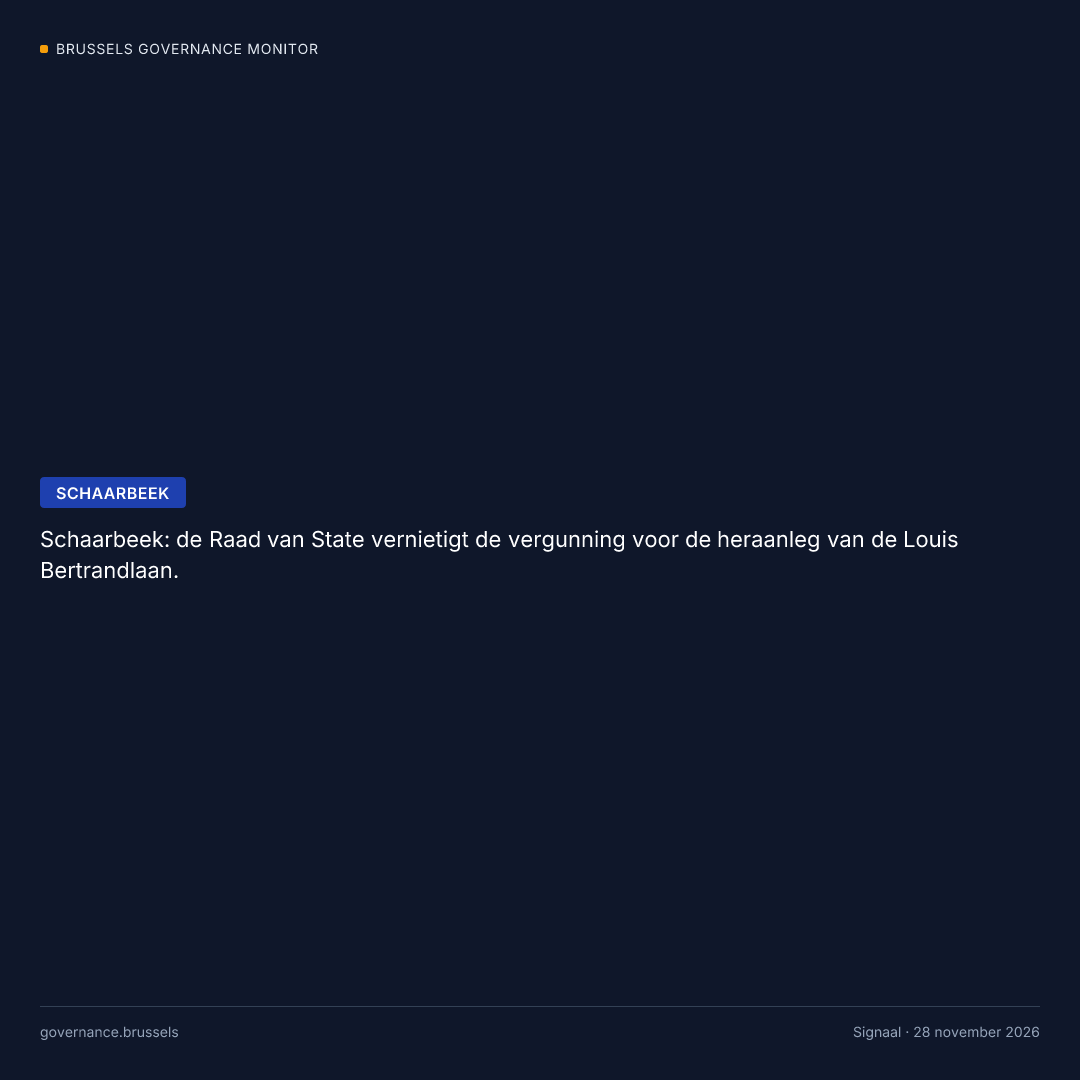 BRUSSELS GOVERNANCE MONITOR
SCHAARBEEK
Schaarbeek: de Raad van State vernietigt de vergunning voor de heraanleg van de Louis
Bertrandlaan.
governance.brussels
Signaal · 28 november 2026